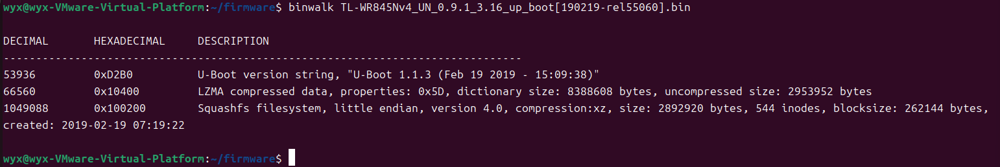 wyx@wyx-VMware-Virtual-Platform:~/firmware$ binwalk TL-WR845Nv4_UN_0.9.1_3.16_up_boot[190219-rel55060].bin
DECIMAL       HEXADECIMAL     DESCRIPTION
--------------------------------------------------------------------------------
53936         0xD2B0          U-Boot version string, "U-Boot 1.1.3 (Feb 19 2019 - 15:09:38)"
66560         0x10400         LZMA compressed data, properties: 0x5D, dictionary size: 8388608 bytes, uncompressed size: 2953952 bytes
1049088       0x100200        Squashfs filesystem, little endian, version 4.0, compression:xz, size: 2892920 bytes, 544 inodes, blocksize: 262144 bytes,
created: 2019-02-19 07:19:22
wyx@wyx-VMware-Virtual-Platform:~/firmware$